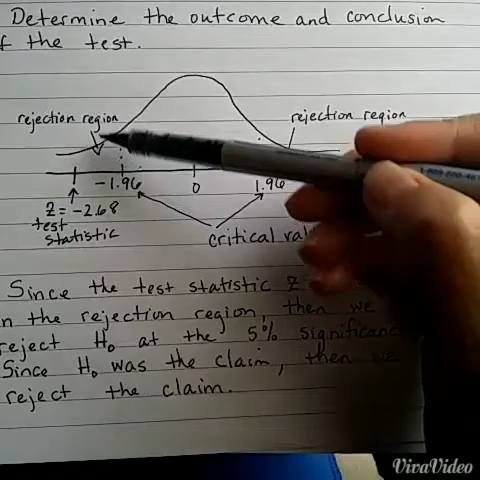 Determine the outcome and conclusion
of the test.
rejection region
rejection region
-1.96
0
1.96
Z = -2.68
test
statistic
critical
Since the test statistic Z
in the rejection region, then we
reject H₀ at the 5%
Since H₀ was the claim, then we
reject the claim.
VivaVideo